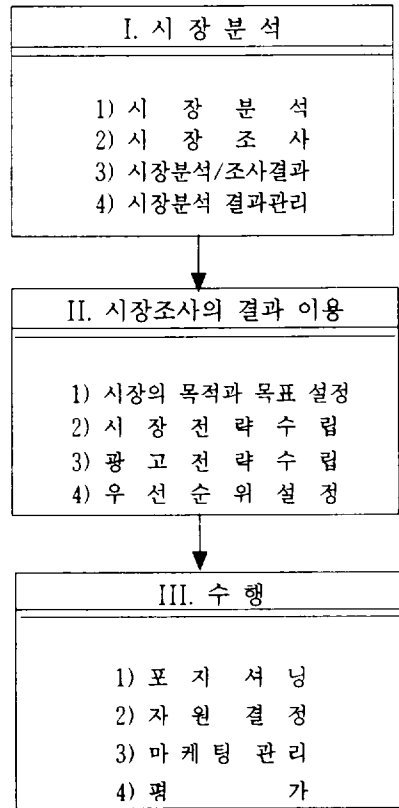 I. 시 장 분 석
1) 시 장 분 석
2) 시 장 조 사
3) 시장분석/조사결과
4) 시장분석 결과관리
II. 시장조사의 결과 이용
1) 시장의 목적과 목표 설정
2) 시 장 전 략 수 립
3) 광 고 전 략 수 립
4) 우 선 순 위 설 정
III. 수 행
1) 포 지 셔 닝
2) 자 원 결 정
3) 마 케 팅 관 리
4) 평 가